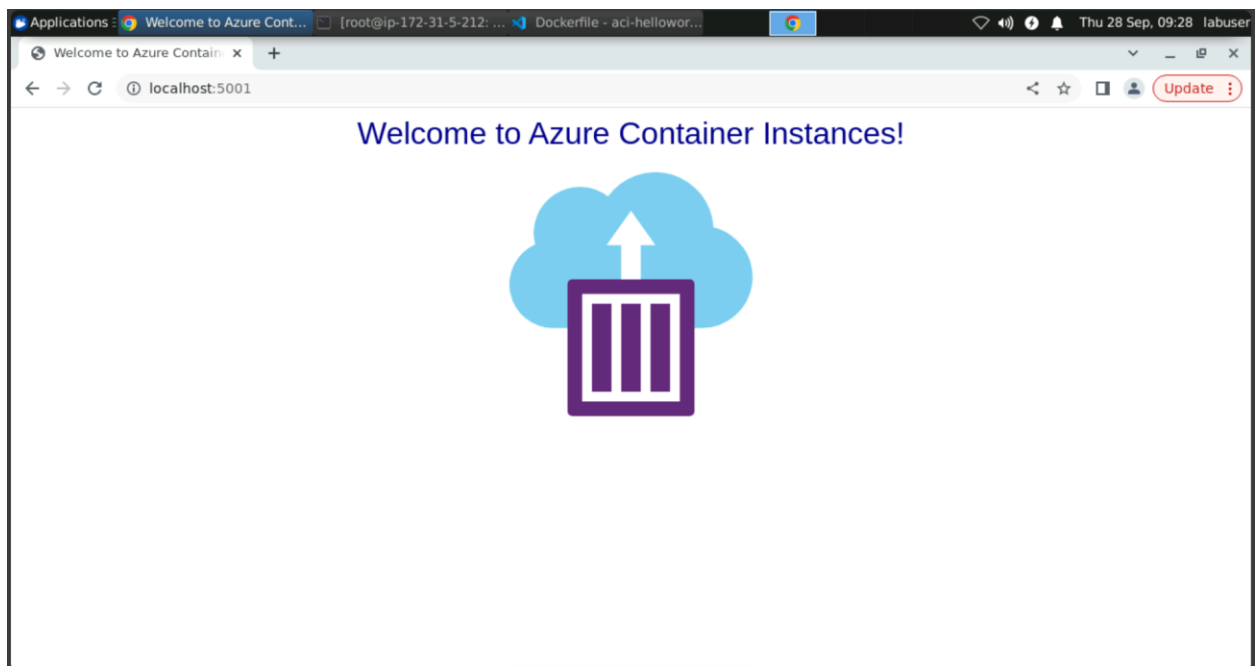 Applications
Welcome to Azure Cont...
[root@ip-172-31-5-212: ...
Dockerfile - aci-hellowor...
Thu 28 Sep, 09:28
labuser
Welcome to Azure Contain
localhost:5001
Update
Welcome to Azure Container Instances!